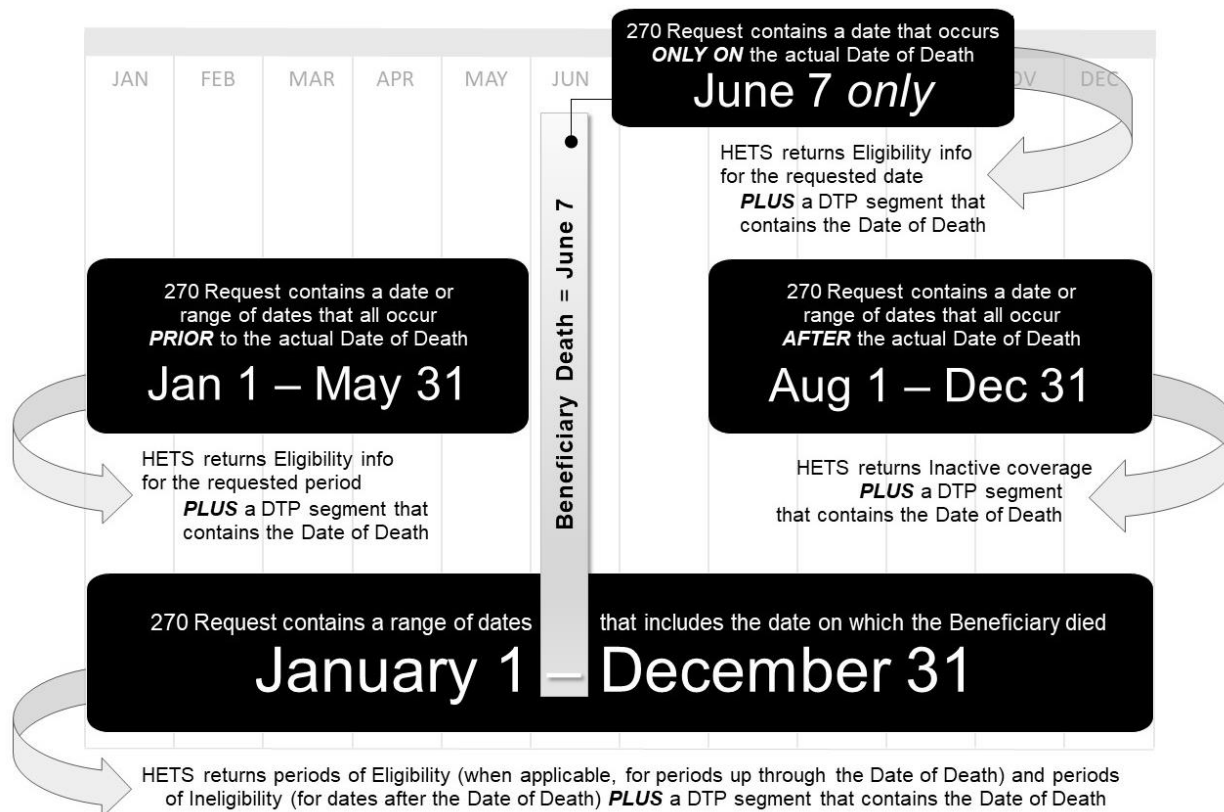 270 Request contains a date that occurs
ONLY ON the actual Date of Death
June 7 only
JAN FEB MAR APR MAY JUN OV DEC
HETS returns Eligibility info
for the requested date
PLUS a DTP segment that
contains the Date of Death
Beneficiary Death = June 7
270 Request contains a date or
range of dates that all occur
PRIOR to the actual Date of Death
Jan 1 – May 31
HETS returns Eligibility info
for the requested period
PLUS a DTP segment that
contains the Date of Death
270 Request contains a date or
range of dates that all occur
AFTER the actual Date of Death
Aug 1 – Dec 31
HETS returns Inactive coverage
PLUS a DTP segment
that contains the Date of Death
270 Request contains a range of dates that includes the date on which the Beneficiary died
January 1 – December 31
HETS returns periods of Eligibility (when applicable, for periods up through the Date of Death) and periods
of Ineligibility (for dates after the Date of Death) PLUS a DTP segment that contains the Date of Death